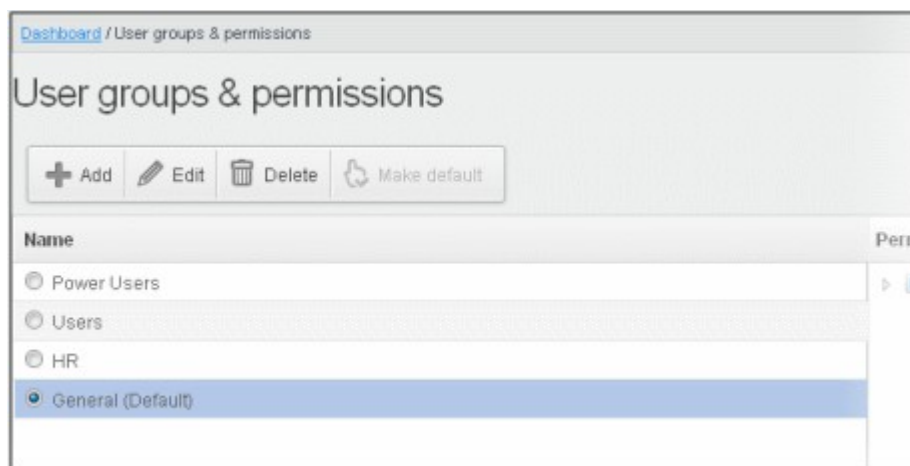 Dashboard / User groups & permissions
User groups & permissions
Add Edit Delete Make default
Name Perr
Power Users
Users
HR
General (Default)